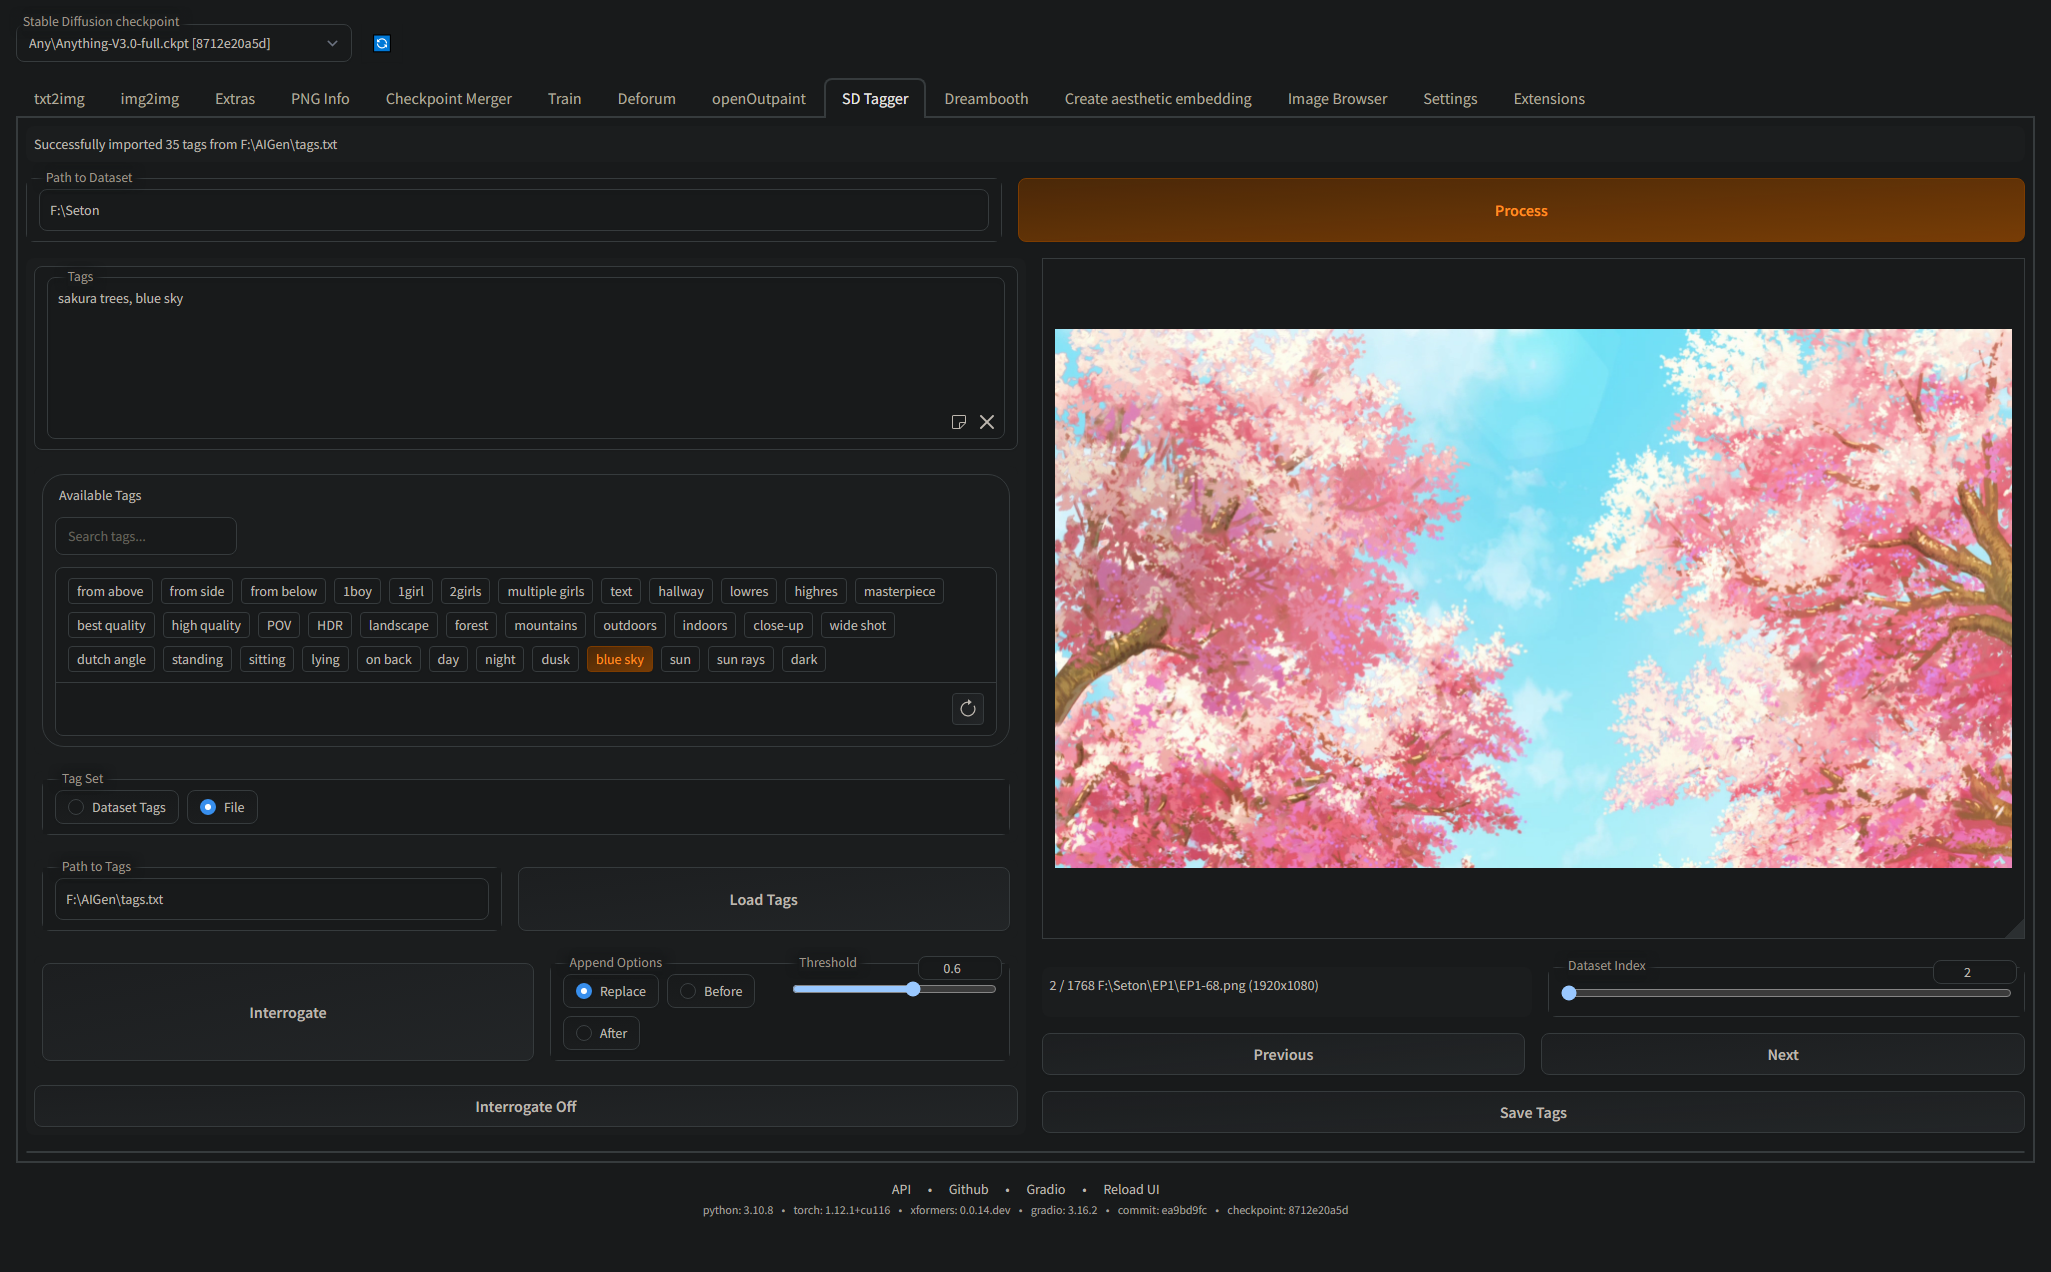 Stable Diffusion checkpoint
Any\Anything-V3.0-full.ckpt [8712e20a5d]
txt2img img2img Extras PNG Info Checkpoint Merger Train Deforum openOutpaint SD Tagger Dreambooth Create aesthetic embedding Image Browser Settings Extensions
Successfully imported 35 tags from F:\AIGen\tags.txt
Path to Dataset
F:\Seton
Process
Tags
sakura trees, blue sky
Available Tags
Search tags...
from above from side from below 1boy 1girl 2girls multiple girls text hallway lowres highres masterpiece
best quality high quality POV HDR landscape forest mountains outdoors indoors close-up wide shot
dutch angle standing sitting lying on back day night dusk blue sky sun sun rays dark
Tag Set
Dataset Tags File
Path to Tags
F:\AIGen\tags.txt
Load Tags
Interrogate
Append Options
Replace Before
After
Threshold 0.6
Interrogate Off
2 / 1768 F:\Seton\EP1\EP1-68.png (1920x1080)
Dataset Index 2
Previous Next
Save Tags
API • Github • Gradio • Reload UI
python: 3.10.8 • torch: 1.12.1+cu116 • xformers: 0.0.14.dev • gradio: 3.16.2 • commit: ea9bd9fc • checkpoint: 8712e20a5d